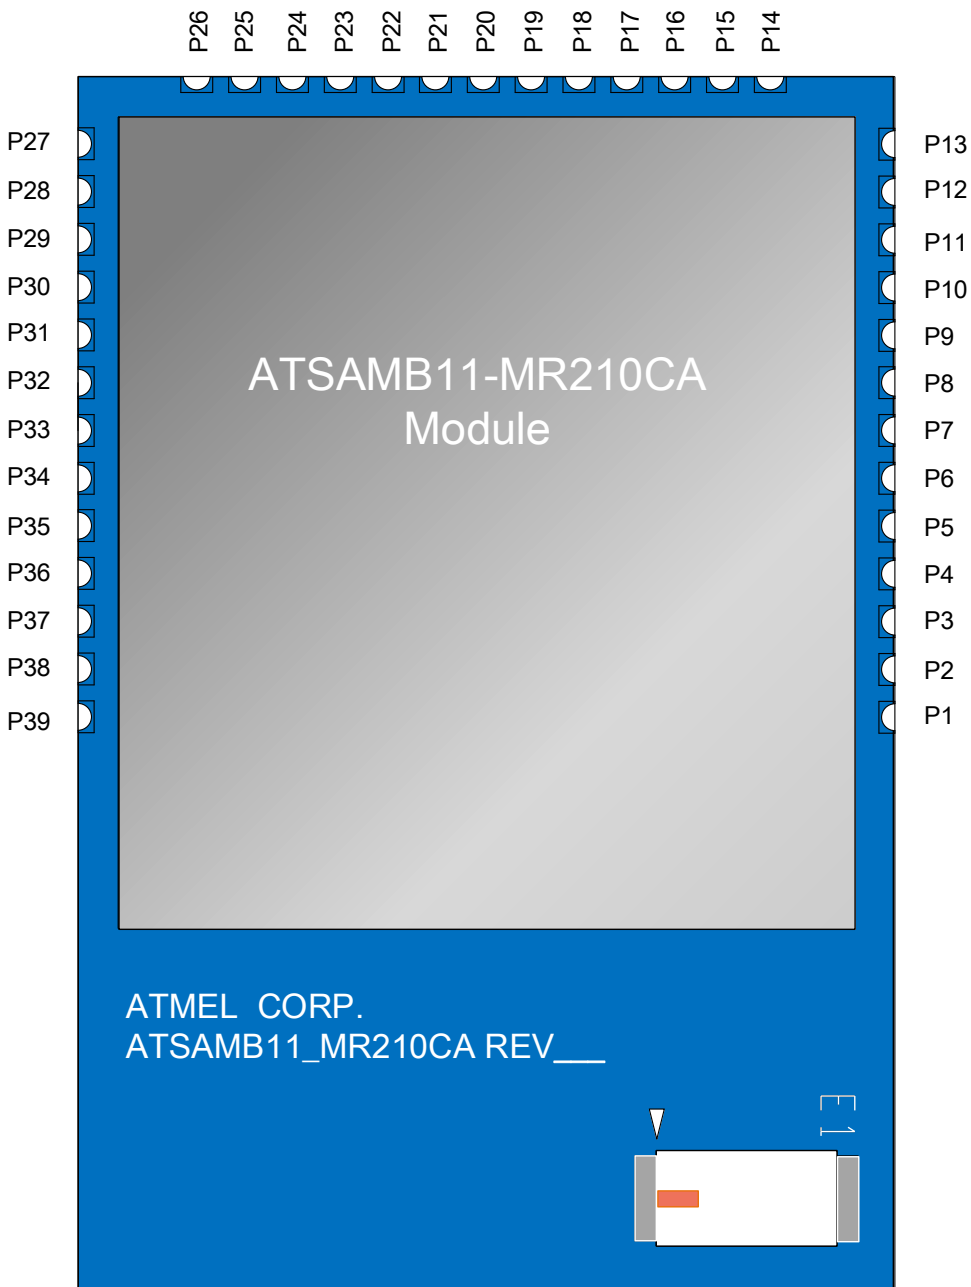 P26 P25 P24 P23 P22 P21 P20 P19 P18 P17 P16 P15 P14
P27 P13
P28 P12
P29 P11
P30 P10
P31 P9
P32 P8
P33 P7
P34 P6
P35 P5
P36 P4
P37 P3
P38 P2
P39 P1
ATSAMB11-MR210CA
Module
ATMEL CORP.
ATSAMB11_MR210CA REV___
E1